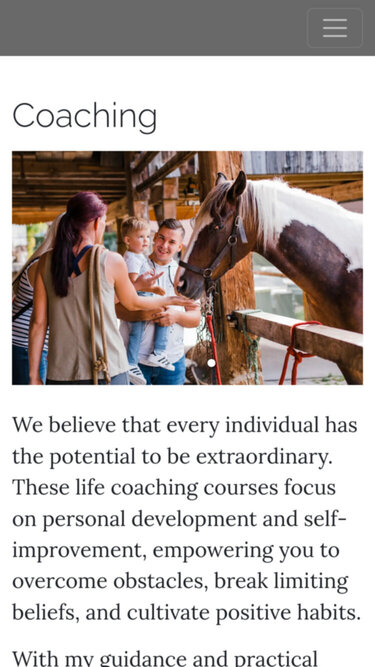 Coaching
We believe that every individual has
the potential to be extraordinary.
These life coaching courses focus
on personal development and self-
improvement, empowering you to
overcome obstacles, break limiting
beliefs, and cultivate positive habits.
With my guidance and practical